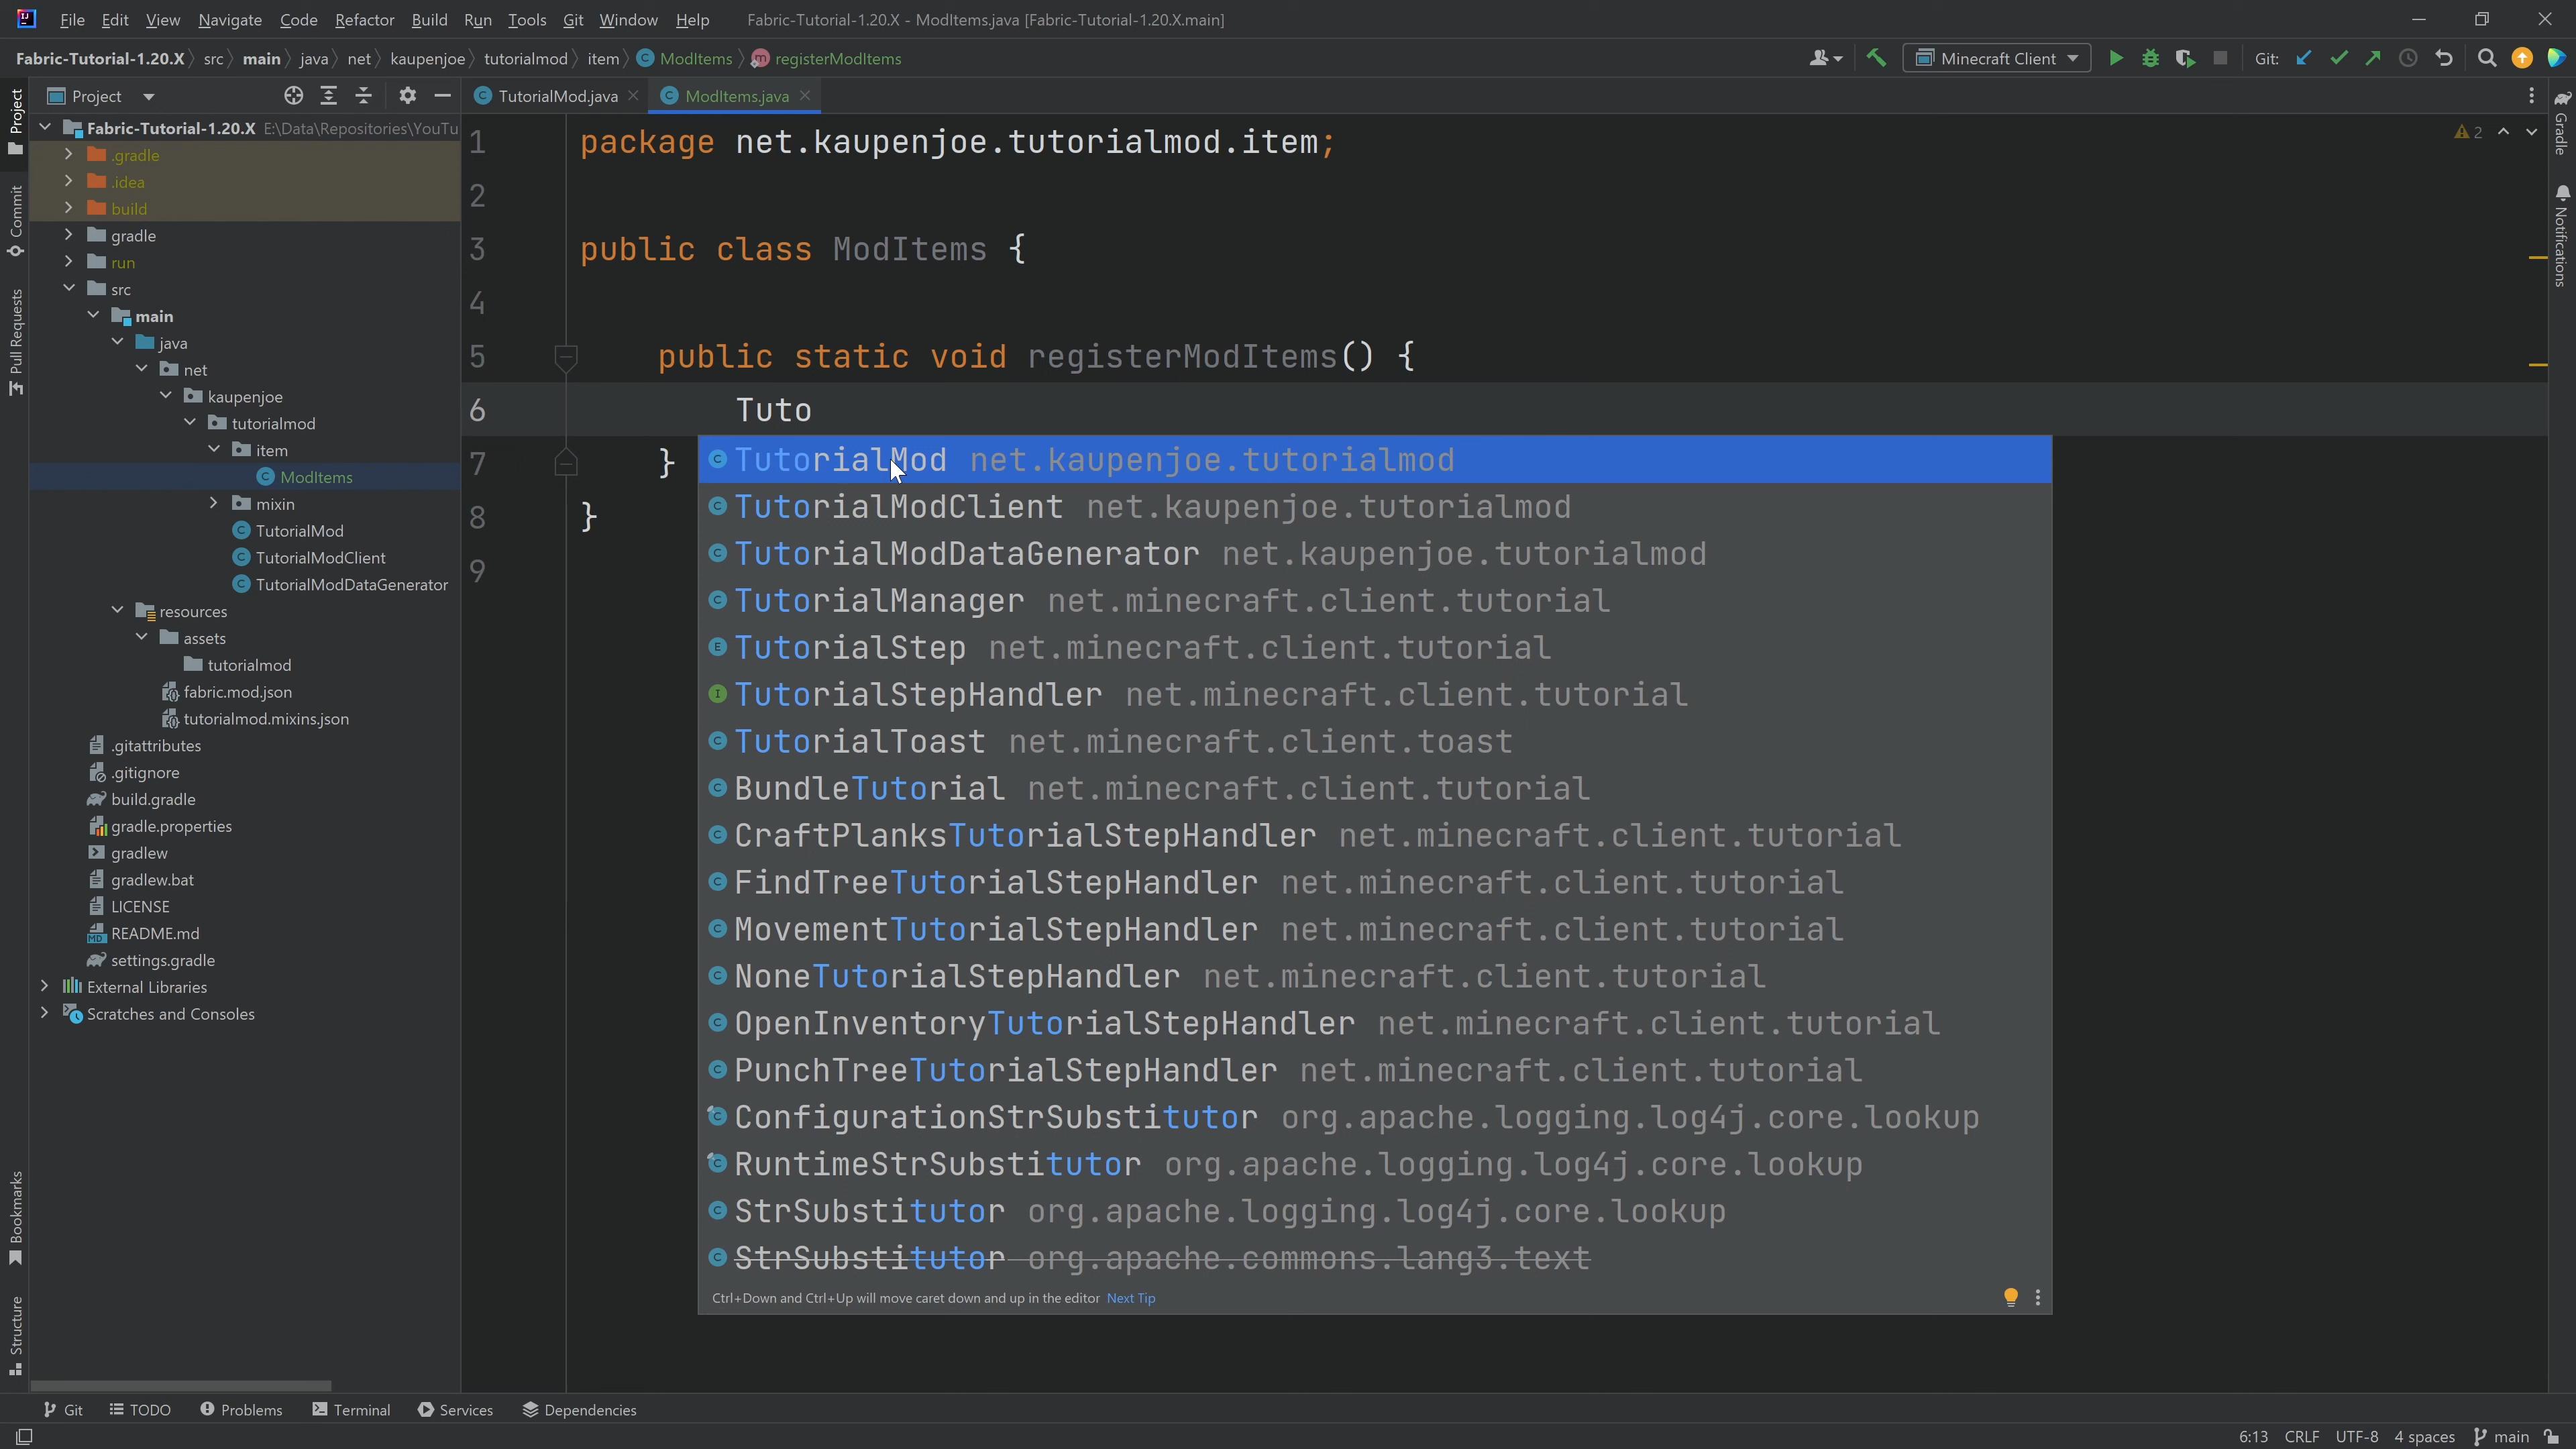 File Edit View Navigate Code Refactor Build Run Tools Git Window Help Fabric-Tutorial-1.20.X - ModItems.java [Fabric-Tutorial-1.20.X.main]
Fabric-Tutorial-1.20.X src main java net kaupenjoe tutorialmod item ModItems registerModItems Minecraft Client Git:
Project TutorialMod.java ModItems.java
Project
Commit
Pull Requests
Bookmarks
Structure
Fabric-Tutorial-1.20.X E:\Data\Repositories\YouTu
.gradle
.idea
build
gradle
run
src
main
java
net
kaupenjoe
tutorialmod
item
ModItems
mixin
TutorialMod
TutorialModClient
TutorialModDataGenerator
resources
assets
tutorialmod
fabric.mod.json
tutorialmod.mixins.json
.gitattributes
.gitignore
build.gradle
gradle.properties
gradlew
gradlew.bat
LICENSE
README.md
settings.gradle
External Libraries
Scratches and Consoles
1 package net.kaupenjoe.tutorialmod.item;
2
3 public class ModItems {
4
5 public static void registerModItems() {
6 Tuto
7 }
8 }
9
2
TutorialMod net.kaupenjoe.tutorialmod
TutorialModClient net.kaupenjoe.tutorialmod
TutorialModDataGenerator net.kaupenjoe.tutorialmod
TutorialManager net.minecraft.client.tutorial
TutorialStep net.minecraft.client.tutorial
TutorialStepHandler net.minecraft.client.tutorial
TutorialToast net.minecraft.client.toast
BundleTutorial net.minecraft.client.tutorial
CraftPlanksTutorialStepHandler net.minecraft.client.tutorial
FindTreeTutorialStepHandler net.minecraft.client.tutorial
MovementTutorialStepHandler net.minecraft.client.tutorial
NoneTutorialStepHandler net.minecraft.client.tutorial
OpenInventoryTutorialStepHandler net.minecraft.client.tutorial
PunchTreeTutorialStepHandler net.minecraft.client.tutorial
ConfigurationStrSubstitutor org.apache.logging.log4j.core.lookup
RuntimeStrSubstitutor org.apache.logging.log4j.core.lookup
StrSubstitutor org.apache.logging.log4j.core.lookup
StrSubstitutor org.apache.commons.lang3.text
Ctrl+Down and Ctrl+Up will move caret down and up in the editor Next Tip
Gradle
Notifications
Git TODO Problems Terminal Services Dependencies
6:13 CRLF UTF-8 4 spaces main